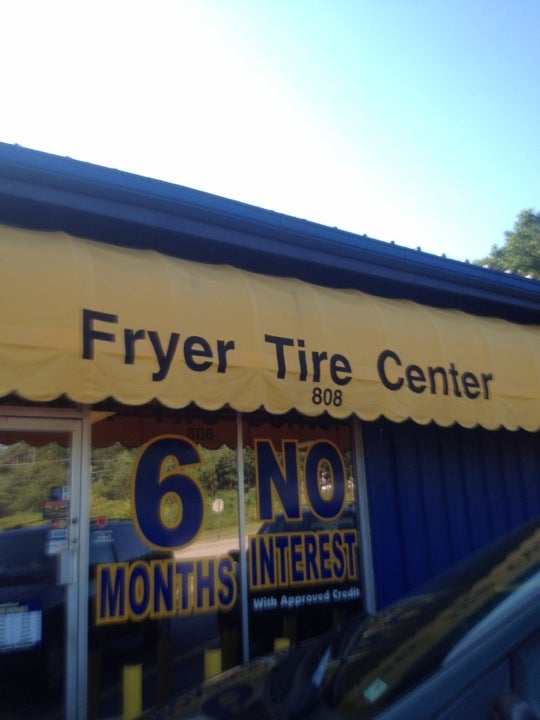 Fryer Tire Center
808
6 NO
MONTHS INTEREST
With Approved Credit